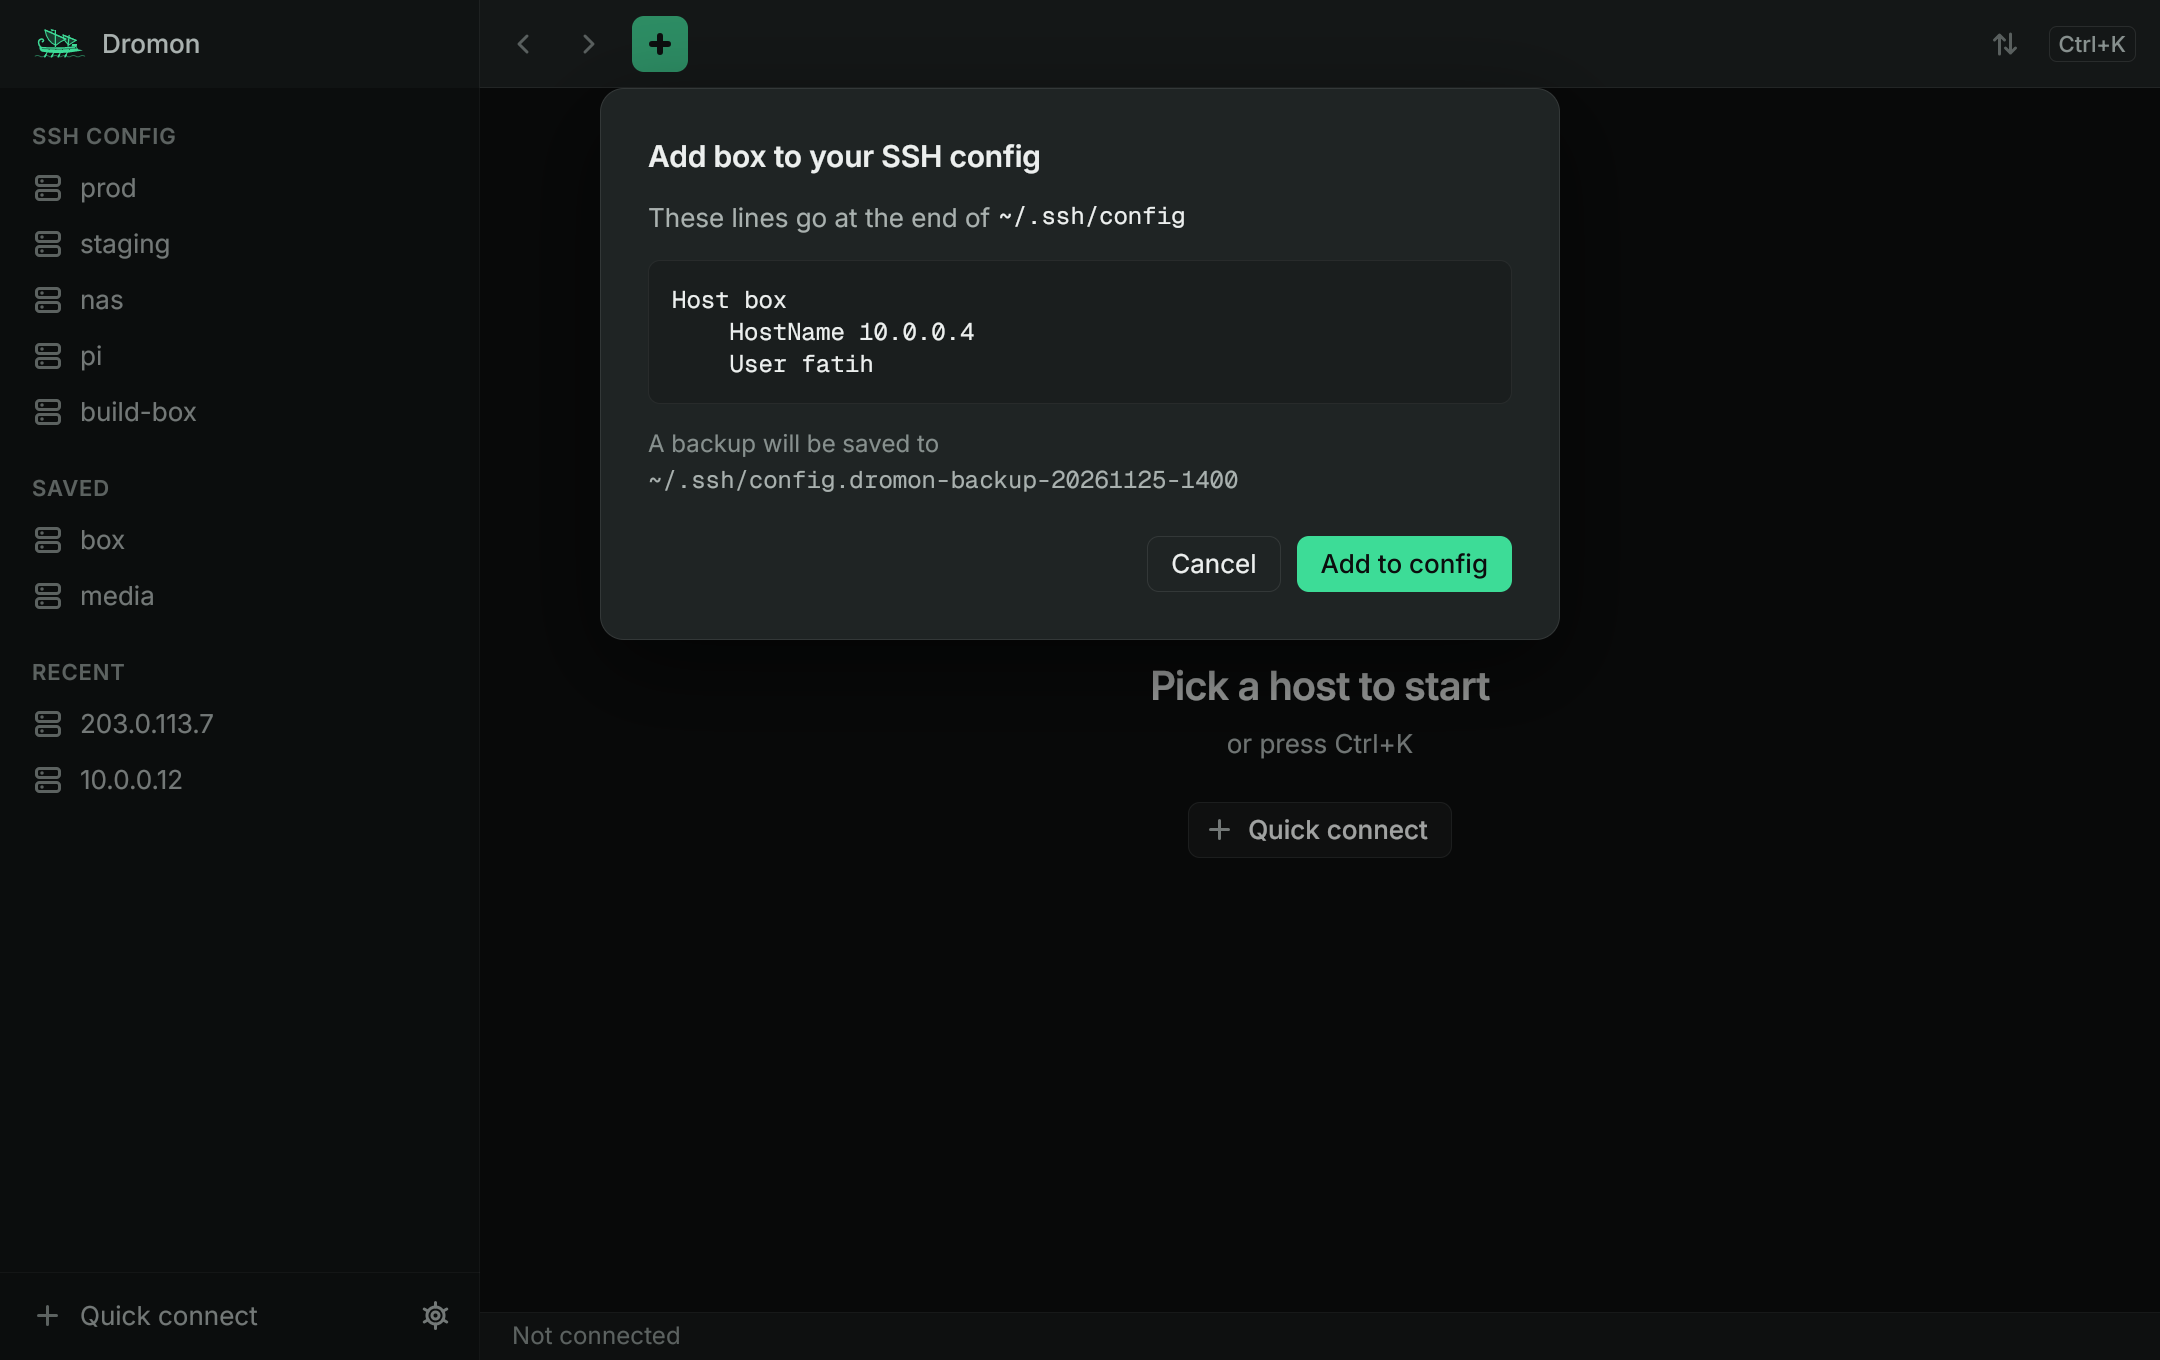 Dromon
Ctrl+K
SSH CONFIG
prod
staging
nas
pi
build-box
SAVED
box
media
RECENT
203.0.113.7
10.0.0.12
Quick connect
Add box to your SSH config
These lines go at the end of ~/.ssh/config
Host box
    HostName 10.0.0.4
    User fatih
A backup will be saved to
~/.ssh/config.dromon-backup-20261125-1400
Cancel
Add to config
Pick a host to start
or press Ctrl+K
Quick connect
Not connected